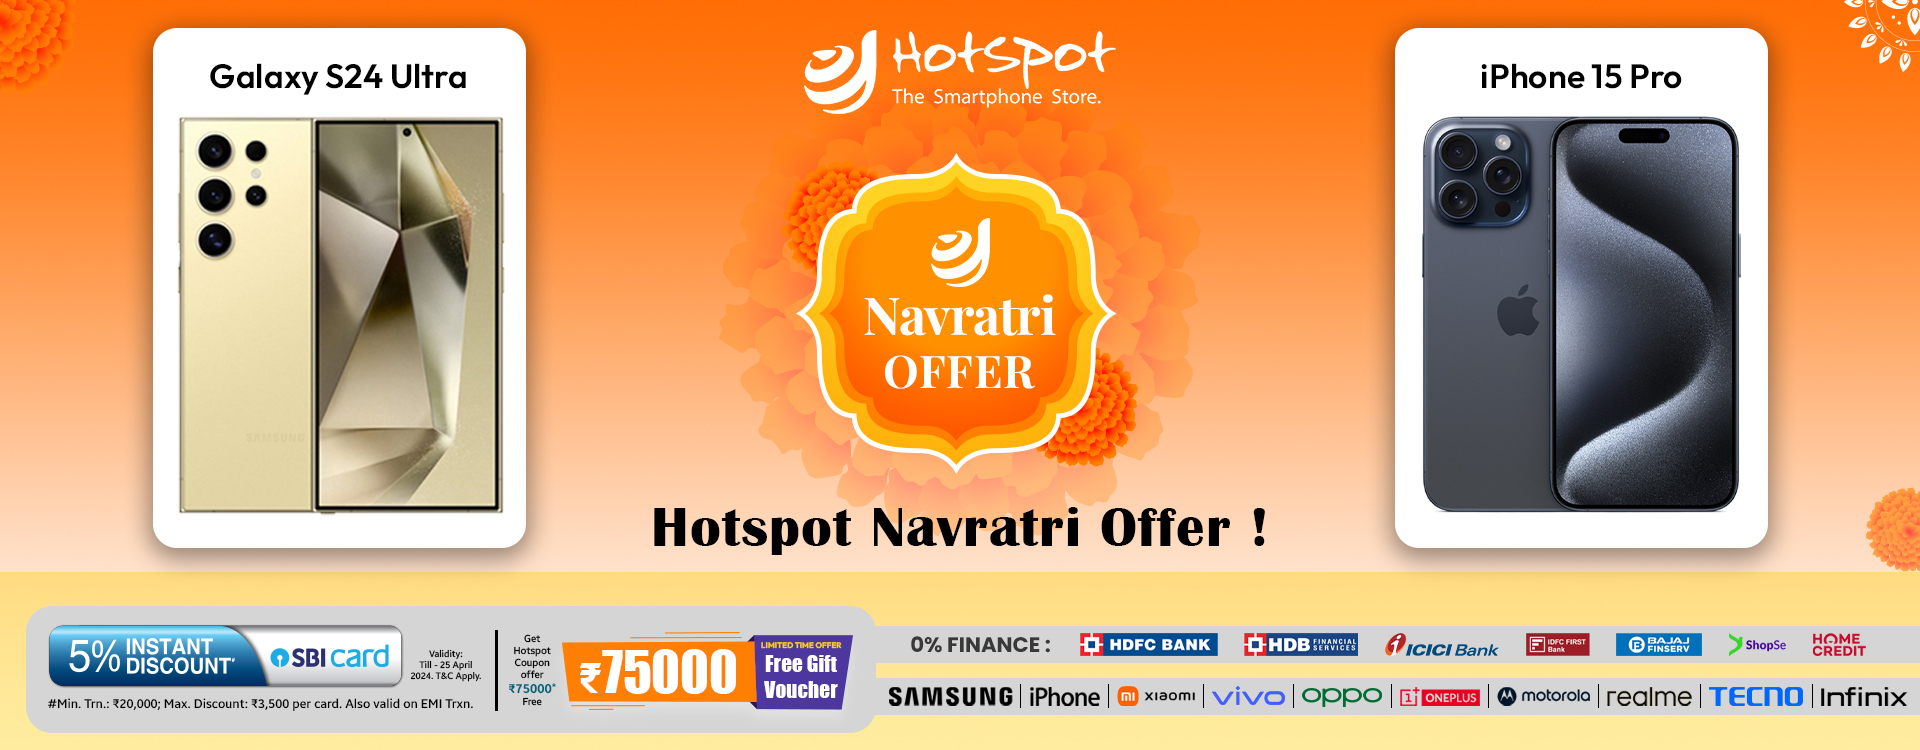 Galaxy S24 Ultra
Hotspot
The Smartphone Store.
iPhone 15 Pro
SAMSUNG
Navratri
OFFER
Hotspot Navratri Offer !
5% INSTANT
DISCOUNT*
SBI card
Validity:
Till - 25 April
2024. T&C Apply.
#Min. Trn.: ₹20,000; Max. Discount: ₹3,500 per card. Also valid on EMI Trxn.
Get
Hotspot
Coupon
offer
₹75000*
Free
₹75000
LIMITED TIME OFFER
Free Gift
Voucher
0% FINANCE :
HDFC BANK
HDB FINANCIAL
SERVICES
ICICI Bank
IDFC FIRST
Bank
BAJAJ
FINSERV
ShopSe
HOME
CREDIT
SAMSUNG
iPhone
mi xiaomi
vivo
oppo
1+ ONEPLUS
motorola
realme
TECNO
Infinix